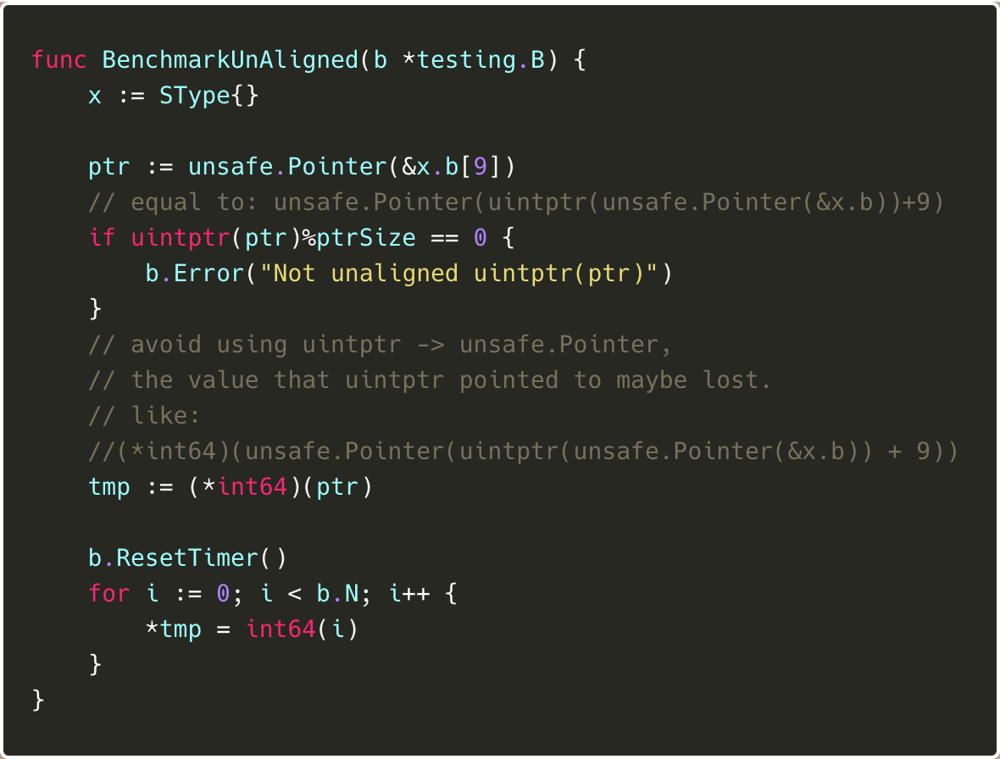 func BenchmarkUnAligned(b *testing.B) {
    x := SType{}

    ptr := unsafe.Pointer(&x.b[9])
    // equal to: unsafe.Pointer(uintptr(unsafe.Pointer(&x.b))+9)
    if uintptr(ptr)%ptrSize == 0 {
        b.Error("Not unaligned uintptr(ptr)")
    }
    // avoid using uintptr -> unsafe.Pointer,
    // the value that uintptr pointed to maybe lost.
    // like:
    //(*int64)(unsafe.Pointer(uintptr(unsafe.Pointer(&x.b)) + 9))
    tmp := (*int64)(ptr)

    b.ResetTimer()
    for i := 0; i < b.N; i++ {
        *tmp = int64(i)
    }
}